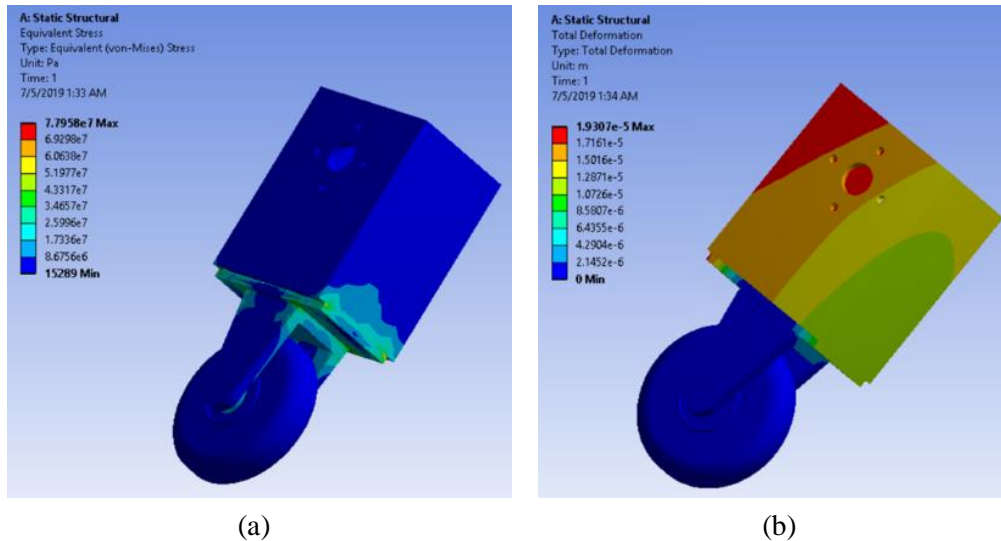 A: Static Structural
Equivalent Stress
Type: Equivalent (von-Mises) Stress
Unit: Pa
Time: 1
7/5/2019 1:33 AM
7.7958e7 Max
6.9298e7
6.0638e7
5.1977e7
4.3317e7
3.4657e7
2.5996e7
1.7336e7
8.6756e6
15289 Min
(a)
A: Static Structural
Total Deformation
Type: Total Deformation
Unit: m
Time: 1
7/5/2019 1:34 AM
1.9307e-5 Max
1.7161e-5
1.5016e-5
1.2871e-5
1.0726e-5
8.5807e-6
6.4355e-6
4.2904e-6
2.1452e-6
0 Min
(b)